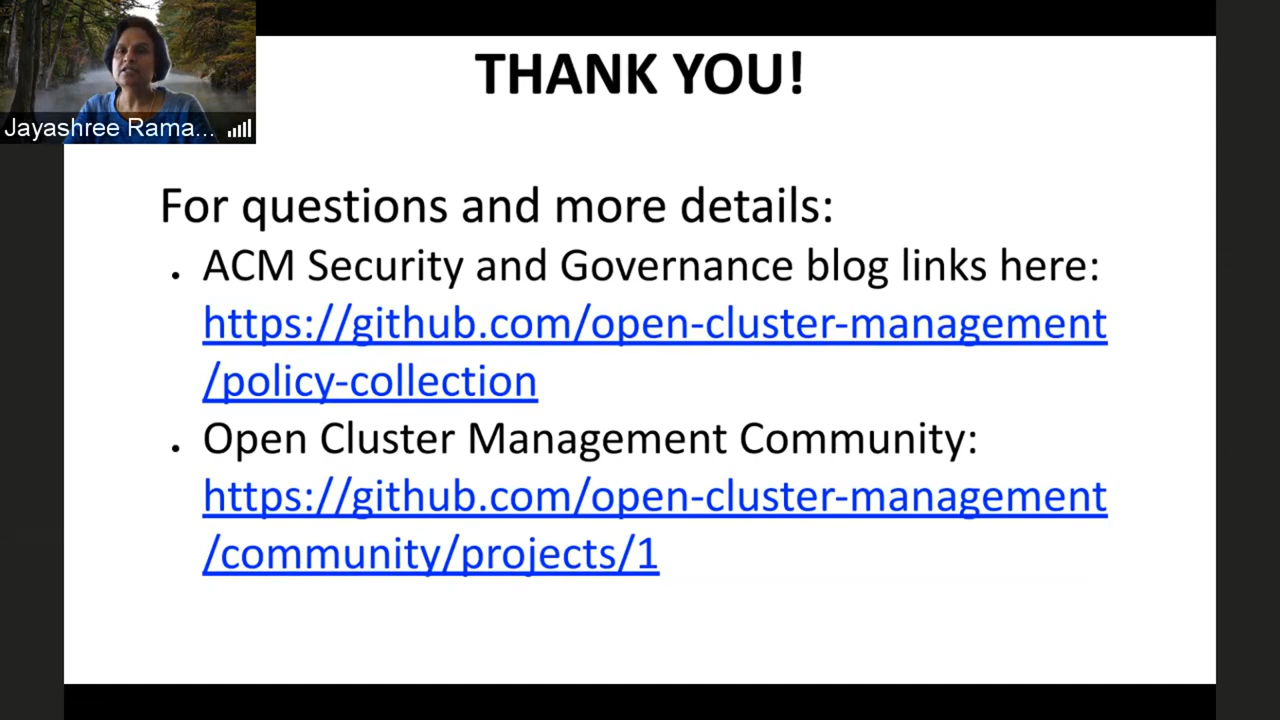 THANK YOU!
Jayashree Rama...
For questions and more details:
• ACM Security and Governance blog links here:
https://github.com/open-cluster-management
/policy-collection
• Open Cluster Management Community:
https://github.com/open-cluster-management
/community/projects/1